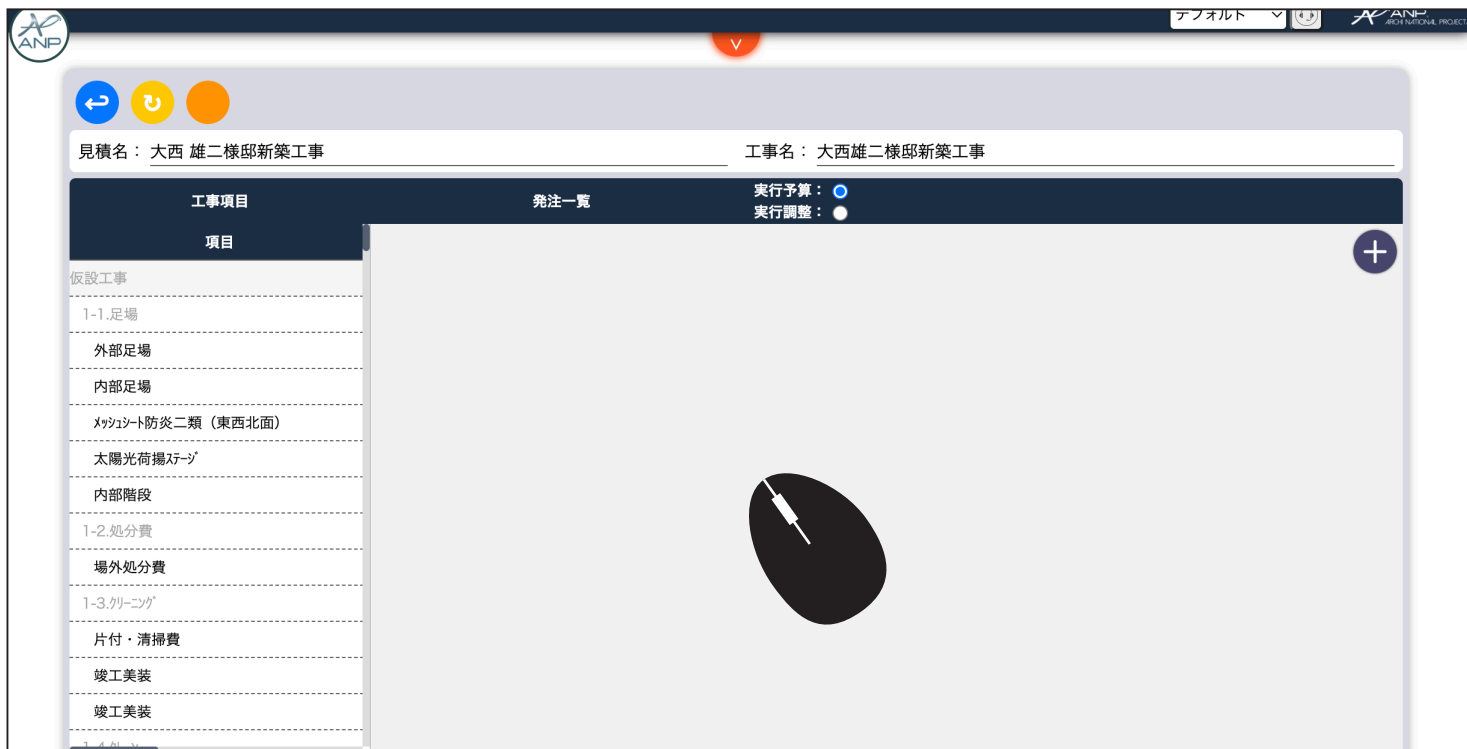 デフォルト
ANP
ARCHI NATIONAL PROJECT
ANP
見積名： 大西 雄二様邸新築工事
工事名： 大西雄二様邸新築工事
工事項目
発注一覧
実行予算：
実行調整：
項目
仮設工事
1-1.足場
外部足場
内部足場
ﾒｯｼｭｼｰﾄ防炎二類（東西北面）
太陽光荷揚ｽﾃｰｼﾞ
内部階段
1-2.処分費
場外処分費
1-3.ｸﾘｰﾆﾝｸﾞ
片付・清掃費
竣工美装
竣工美装